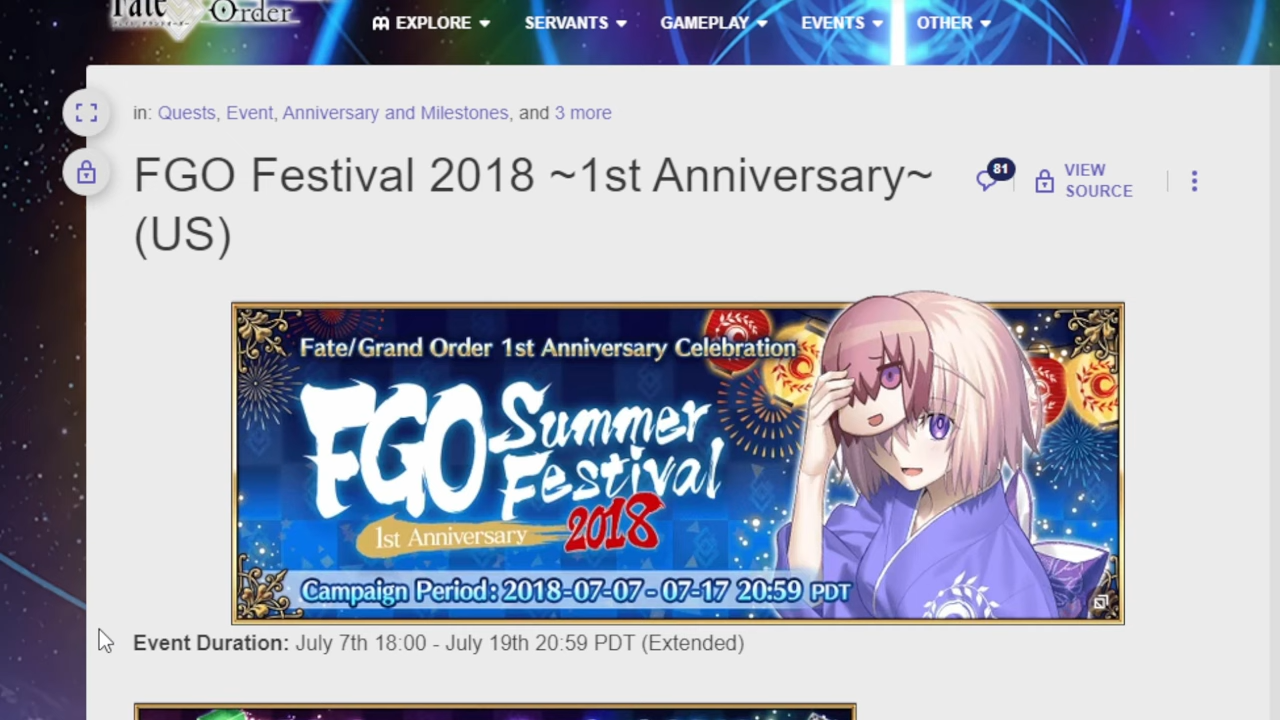 Fate
Order
EXPLORE SERVANTS GAMEPLAY EVENTS OTHER
in: Quests, Event, Anniversary and Milestones, and 3 more
FGO Festival 2018 ~1st Anniversary~
(US)
81
VIEW
SOURCE
Fate/Grand Order 1st Anniversary Celebration
FGO Summer
Festival
2018
1st Anniversary
Campaign Period: 2018-07-07 - 07-17 20:59 PDT
Event Duration: July 7th 18:00 - July 19th 20:59 PDT (Extended)